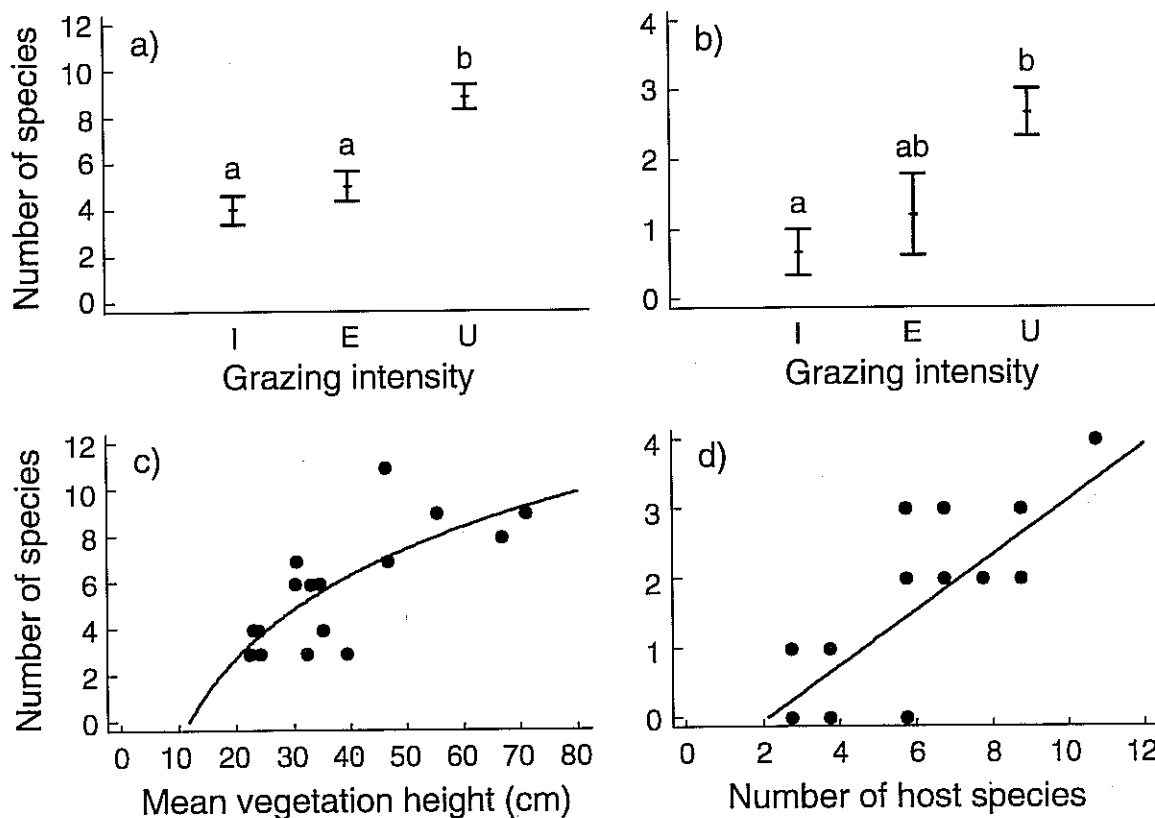 a)
Number of species
12
10
8
6
4
2
0
a
a
b
I E U
Grazing intensity
b)
4
3
2
1
0
a
ab
b
I E U
Grazing intensity
c)
Number of species
12
10
8
6
4
2
0
0 10 20 30 40 50 60 70 80
Mean vegetation height (cm)
d)
4
3
2
1
0
0 2 4 6 8 10 12
Number of host species